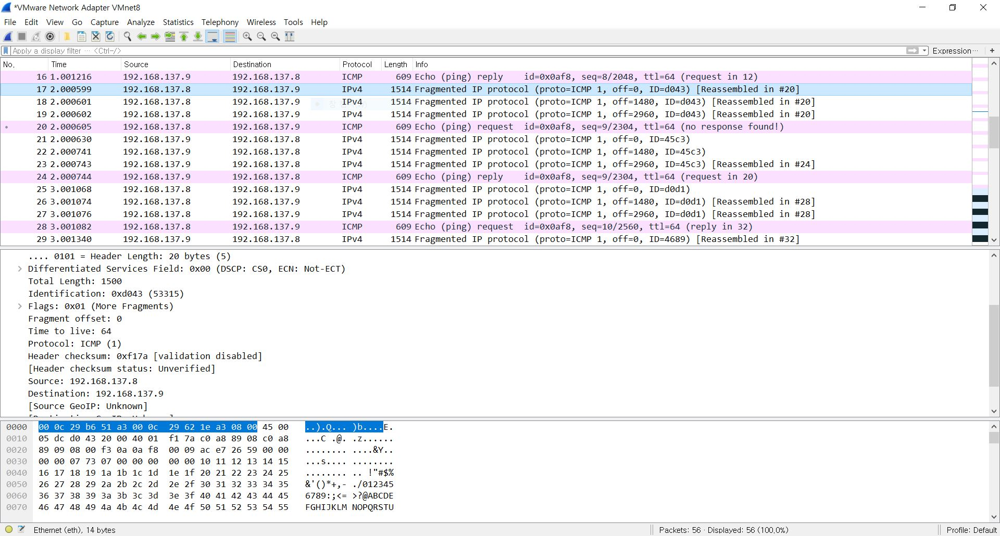 *VMware Network Adapter VMnet8
File Edit View Go Capture Analyze Statistics Telephony Wireless Tools Help
Apply a display filter ··· <Ctrl-/> Expression··· +
No. Time Source Destination Protocol Length Info
16 1.001216 192.168.137.9 192.168.137.8 ICMP 609 Echo (ping) reply id=0x0af8, seq=8/2048, ttl=64 (request in 12)
17 2.000599 192.168.137.8 192.168.137.9 IPv4 1514 Fragmented IP protocol (proto=ICMP 1, off=0, ID=d043) [Reassembled in #20]
18 2.000601 192.168.137.8 192.168.137.9 IPv4 1514 Fragmented IP protocol (proto=ICMP 1, off=1480, ID=d043) [Reassembled in #20]
19 2.000602 192.168.137.8 192.168.137.9 IPv4 1514 Fragmented IP protocol (proto=ICMP 1, off=2960, ID=d043) [Reassembled in #20]
20 2.000605 192.168.137.8 192.168.137.9 ICMP 609 Echo (ping) request id=0x0af8, seq=9/2304, ttl=64 (no response found!)
21 2.000630 192.168.137.9 192.168.137.8 IPv4 1514 Fragmented IP protocol (proto=ICMP 1, off=0, ID=45c3)
22 2.000741 192.168.137.9 192.168.137.8 IPv4 1514 Fragmented IP protocol (proto=ICMP 1, off=1480, ID=45c3)
23 2.000743 192.168.137.9 192.168.137.8 IPv4 1514 Fragmented IP protocol (proto=ICMP 1, off=2960, ID=45c3) [Reassembled in #24]
24 2.000744 192.168.137.9 192.168.137.8 ICMP 609 Echo (ping) reply id=0x0af8, seq=9/2304, ttl=64 (request in 20)
25 3.001068 192.168.137.8 192.168.137.9 IPv4 1514 Fragmented IP protocol (proto=ICMP 1, off=0, ID=d0d1)
26 3.001074 192.168.137.8 192.168.137.9 IPv4 1514 Fragmented IP protocol (proto=ICMP 1, off=1480, ID=d0d1) [Reassembled in #28]
27 3.001076 192.168.137.8 192.168.137.9 IPv4 1514 Fragmented IP protocol (proto=ICMP 1, off=2960, ID=d0d1) [Reassembled in #28]
28 3.001082 192.168.137.8 192.168.137.9 ICMP 609 Echo (ping) request id=0x0af8, seq=10/2560, ttl=64 (reply in 32)
29 3.001340 192.168.137.9 192.168.137.8 IPv4 1514 Fragmented IP protocol (proto=ICMP 1, off=0, ID=4689) [Reassembled in #32]
.... 0101 = Header Length: 20 bytes (5)
Differentiated Services Field: 0x00 (DSCP: CS0, ECN: Not-ECT)
Total Length: 1500
Identification: 0xd043 (53315)
Flags: 0x01 (More Fragments)
Fragment offset: 0
Time to live: 64
Protocol: ICMP (1)
Header checksum: 0xf17a [validation disabled]
[Header checksum status: Unverified]
Source: 192.168.137.8
Destination: 192.168.137.9
[Source GeoIP: Unknown]
0000 00 0c 29 b6 51 a3 00 0c 29 62 1e a3 08 00 45 00 ..).Q... )b....E.
0010 05 dc d0 43 20 00 40 01 f1 7a c0 a8 89 08 c0 a8 ...C .@. .z......
0020 89 09 08 00 f3 0a 0a f8 00 09 ac e7 26 59 00 00 ........ ....&Y..
0030 00 00 07 73 07 00 00 00 00 00 10 11 12 13 14 15 ...s.... ........
0040 16 17 18 19 1a 1b 1c 1d 1e 1f 20 21 22 23 24 25 ........ .. !"#$%
0050 26 27 28 29 2a 2b 2c 2d 2e 2f 30 31 32 33 34 35 &'()*+,- ./012345
0060 36 37 38 39 3a 3b 3c 3d 3e 3f 40 41 42 43 44 45 6789:;<= >?@ABCDE
0070 46 47 48 49 4a 4b 4c 4d 4e 4f 50 51 52 53 54 55 FGHIJKLM NOPQRSTU
Ethernet (eth), 14 bytes Packets: 56 · Displayed: 56 (100.0%) Profile: Default